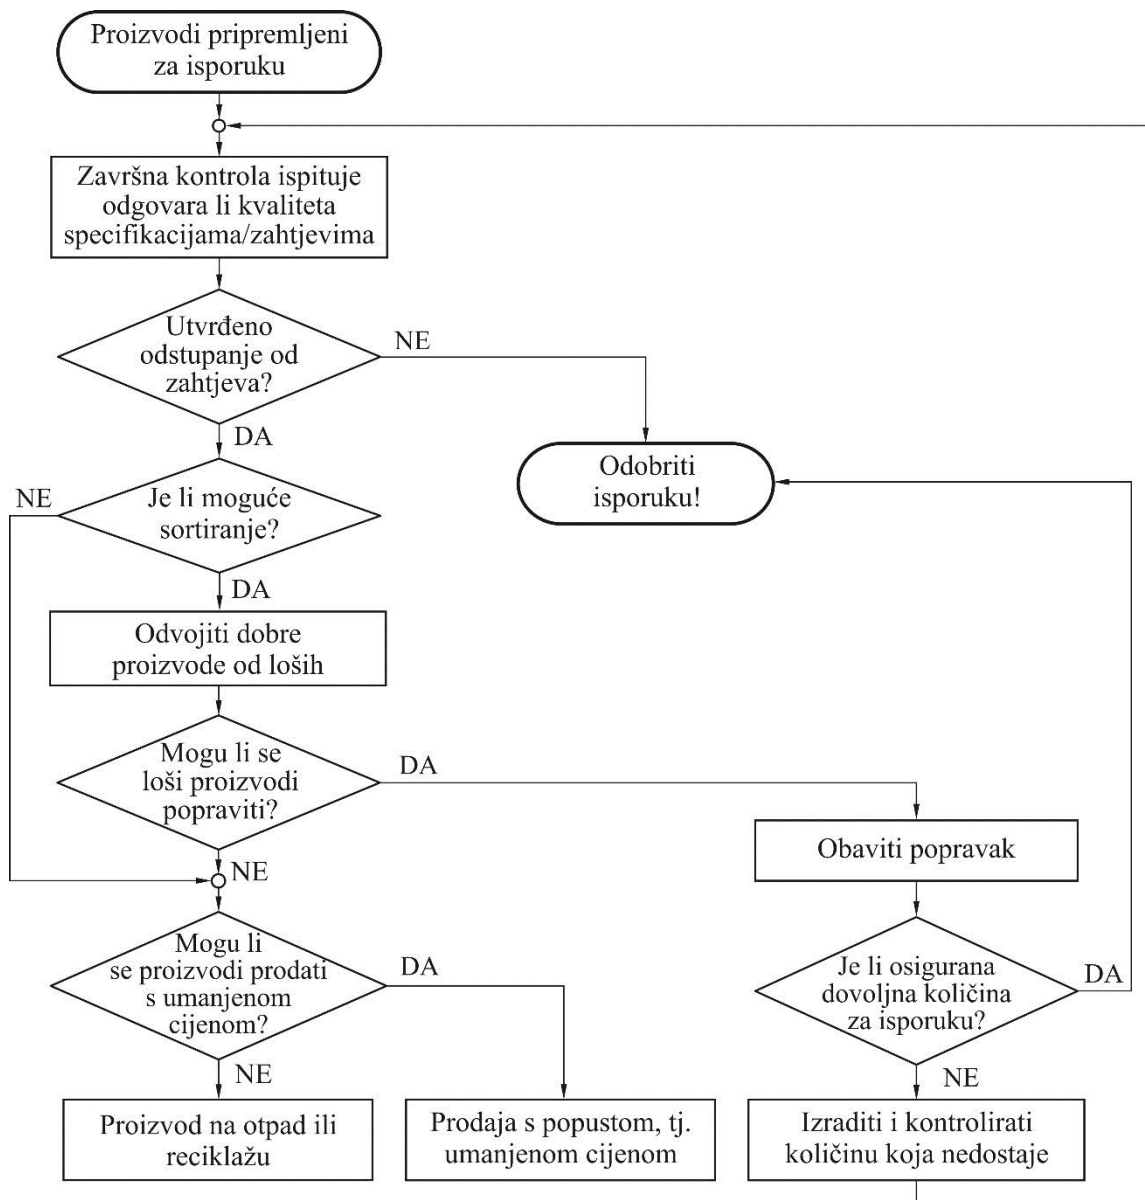 Proizvodi pripremljeni
za isporuku
Završna kontrola ispituje
odgovara li kvaliteta
specifikacijama/zahtjevima
Utvrđeno
odstupanje od
zahtjeva?
NE
DA
Odobriti
isporuku!
NE
Je li moguće
sortiranje?
DA
Odvojiti dobre
proizvode od loših
Mogu li se
loši proizvodi
popraviti?
DA
NE
Obaviti popravak
Mogu li
se proizvodi prodati
s umanjenom
cijenom?
DA
NE
Je li osigurana
dovoljna količina
za isporuku?
DA
NE
Proizvod na otpad ili
reciklažu
Prodaja s popustom, tj.
umanjenom cijenom
Izraditi i kontrolirati
količinu koja nedostaje